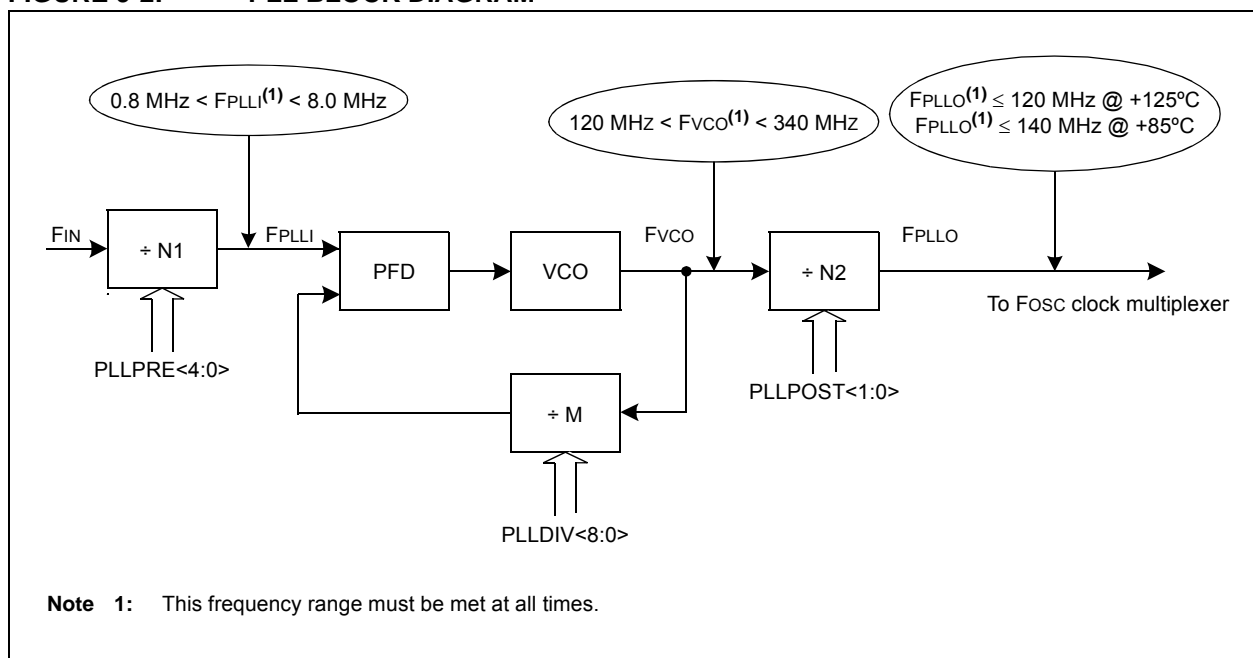 FIGURE 9-2: PLL BLOCK DIAGRAM
0.8 MHz < FPLLI(1) < 8.0 MHz
120 MHz < FVCO(1) < 340 MHz
FPLLO(1) ≤ 120 MHz @ +125ºC
FPLLO(1) ≤ 140 MHz @ +85ºC
FIN
÷ N1
FPLLI
PFD
VCO
FVCO
÷ N2
FPLLO
To FOSC clock multiplexer
PLLPRE<4:0>
÷ M
PLLPOST<1:0>
PLLDIV<8:0>
Note 1: This frequency range must be met at all times.